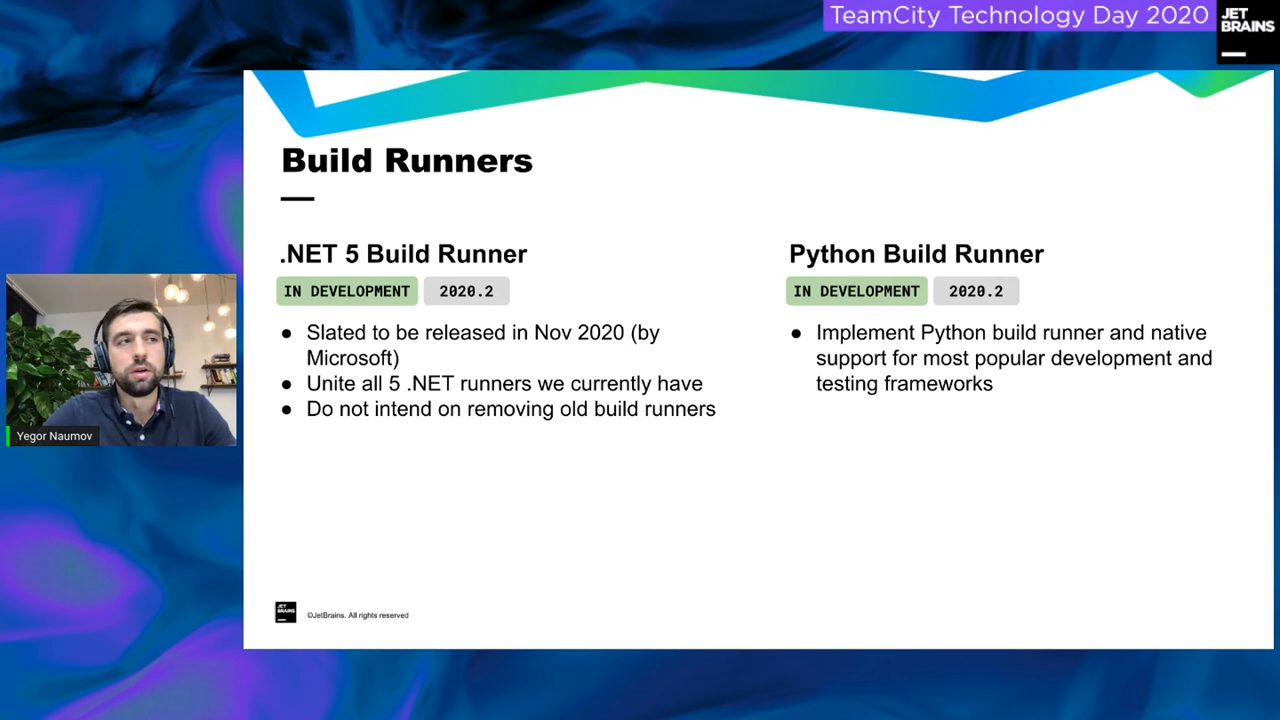 TeamCity Technology Day 2020
JET
BRAINS
Build Runners
.NET 5 Build Runner
IN DEVELOPMENT 2020.2
● Slated to be released in Nov 2020 (by
Microsoft)
● Unite all 5 .NET runners we currently have
● Do not intend on removing old build runners
Python Build Runner
IN DEVELOPMENT 2020.2
● Implement Python build runner and native
support for most popular development and
testing frameworks
Yegor Naumov
JET
BRAINS
©JetBrains. All rights reserved